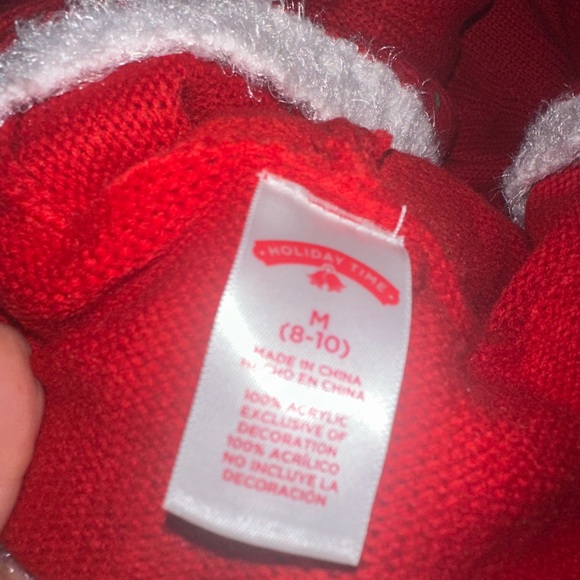 HOLIDAY TIME
M
(8-10)
MADE IN CHINA
HECHO EN CHINA
100% ACRYLIC
EXCLUSIVE OF
DECORATION
100% ACRÍLICO
NO INCLUYE LA
DECORACIÓN